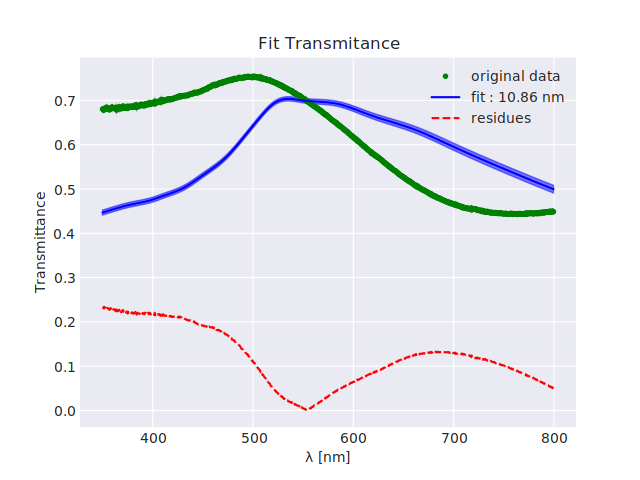 Fit Transmitance
original data
fit : 10.86 nm
residues
Transmittance
0.7
0.6
0.5
0.4
0.3
0.2
0.1
0.0
400 500 600 700 800
λ [nm]